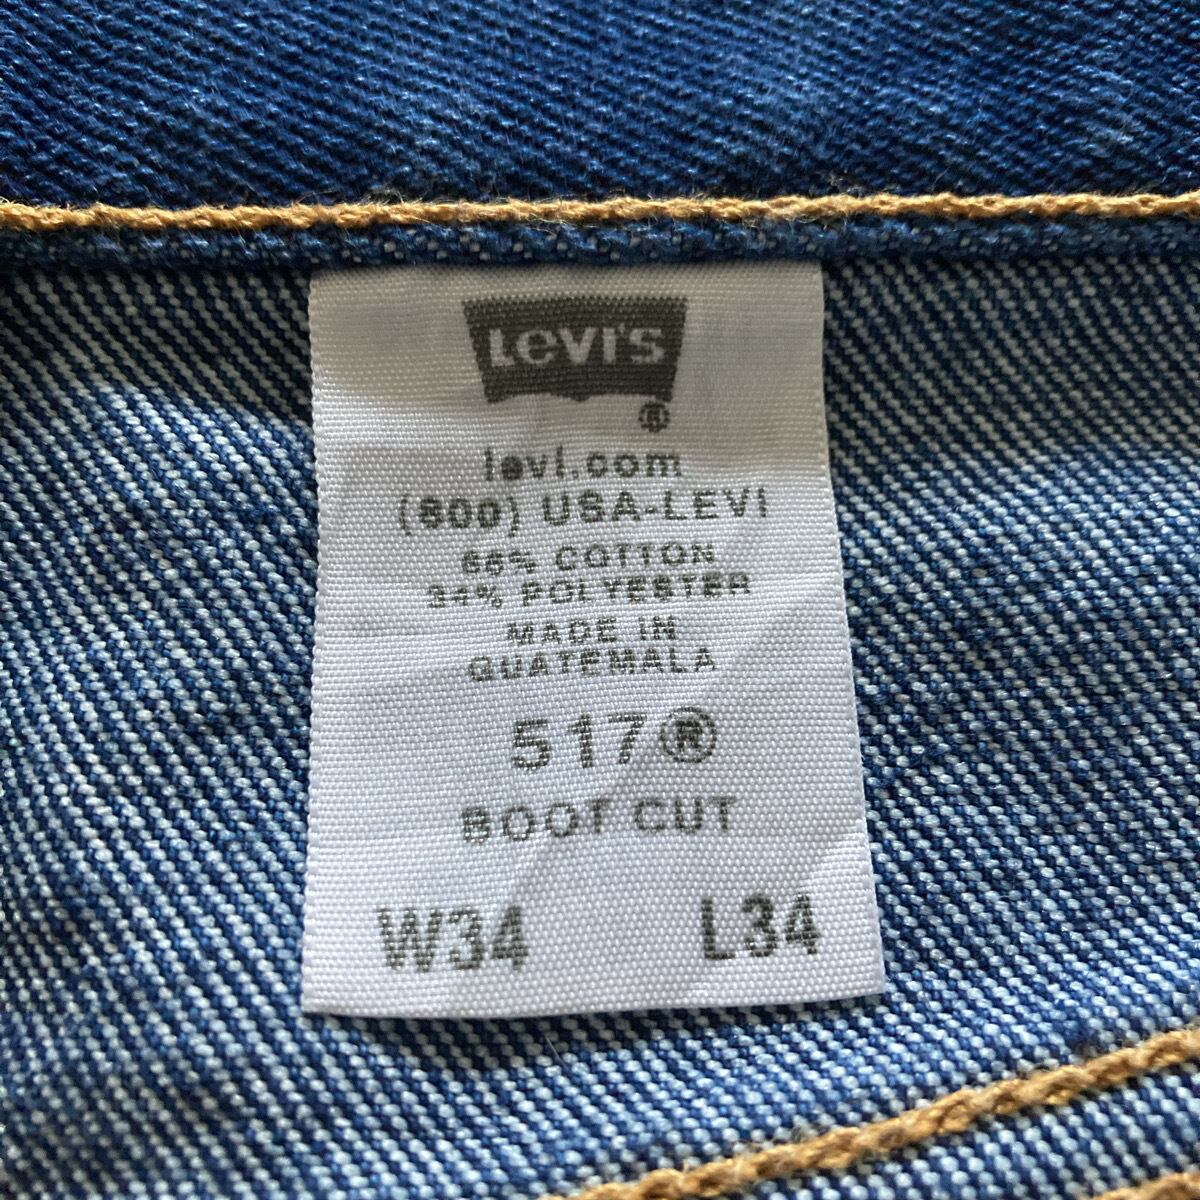 Levi's
®
levi.com
(800) USA-LEVI
66% COTTON
34% POLYESTER
MADE IN
GUATEMALA
517®
BOOT CUT
W34 L34